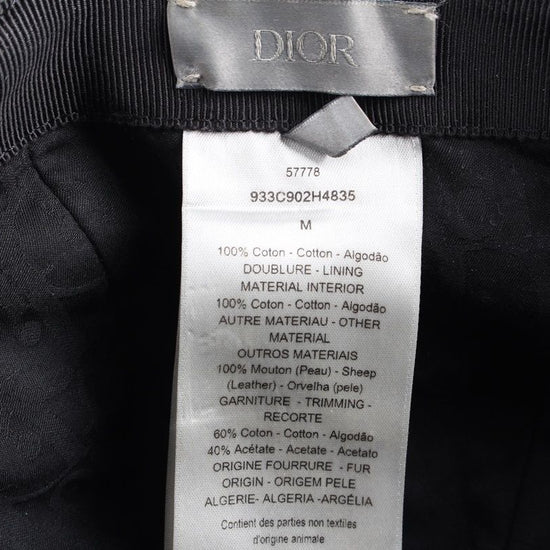 DIOR
57778
933C902H4835
M
100% Coton - Cotton - Algodão
DOUBLURE - LINING
MATERIAL INTERIOR
100% Coton - Cotton - Algodão
AUTRE MATERIAU - OTHER
MATERIAL
OUTROS MATERIAIS
100% Mouton (Peau) - Sheep
(Leather) - Orvelha (pele)
GARNITURE - TRIMMING -
RECORTE
60% Coton - Cotton - Algodão
40% Acétate - Acetate - Acetato
ORIGINE FOURRURE - FUR
ORIGIN - ORIGEM PELE
ALGERIE- ALGERIA -ARGÉLIA
Contient des parties non textiles
d'origine animale